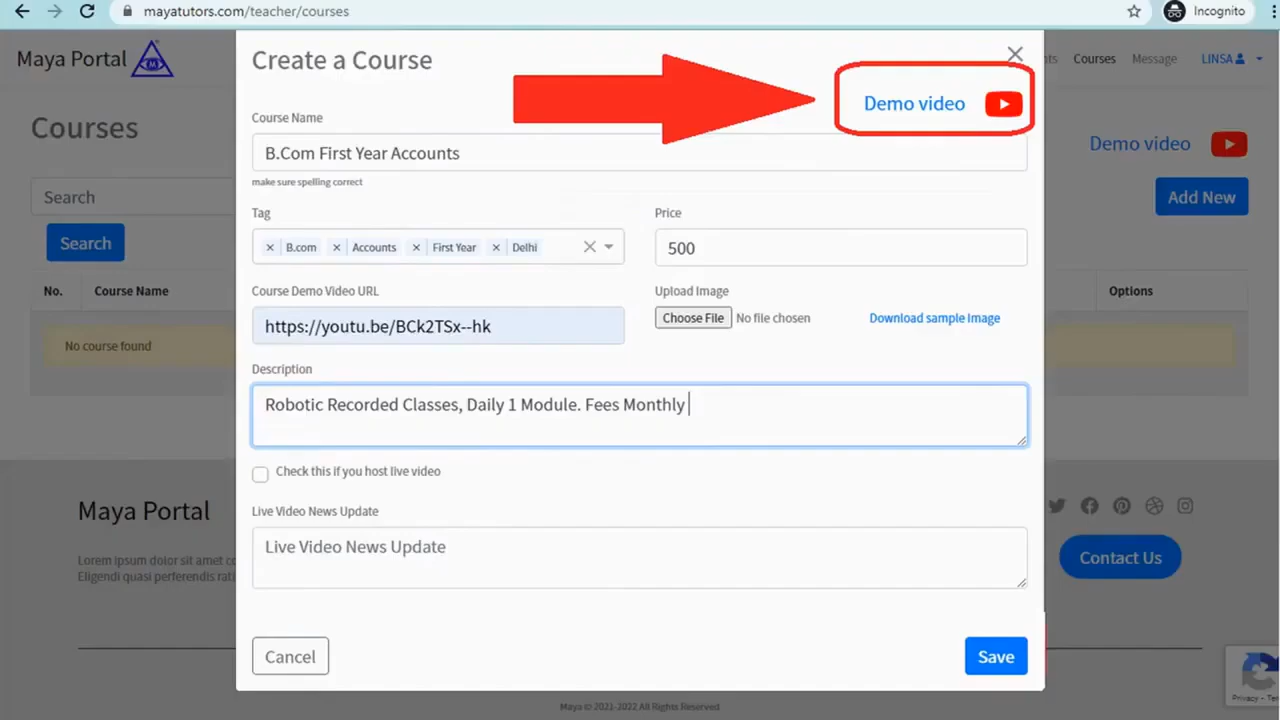 mayatutors.com/teacher/courses
Incognito
Maya Portal
Create a Course
Courses Message LINSA
Demo video
Courses
Course Name
Demo video
B.Com First Year Accounts
make sure spelling correct
Search
Add New
Tag
Price
Search
× B.com × Accounts × First Year × Delhi
500
No.
Course Name
Course Demo Video URL
Upload Image
Options
https://youtu.be/BCk2TSx--hk
Choose File No file chosen
Download sample Image
No course found
Description
Robotic Recorded Classes, Daily 1 Module. Fees Monthly
Check this if you host live video
Maya Portal
Live Video News Update
Live Video News Update
Lorem ipsum dolor sit amet
Eligendi quasi perferendis
Contact Us
Cancel
Save
Maya © 2021-2022 All Rights Reserved
Privacy